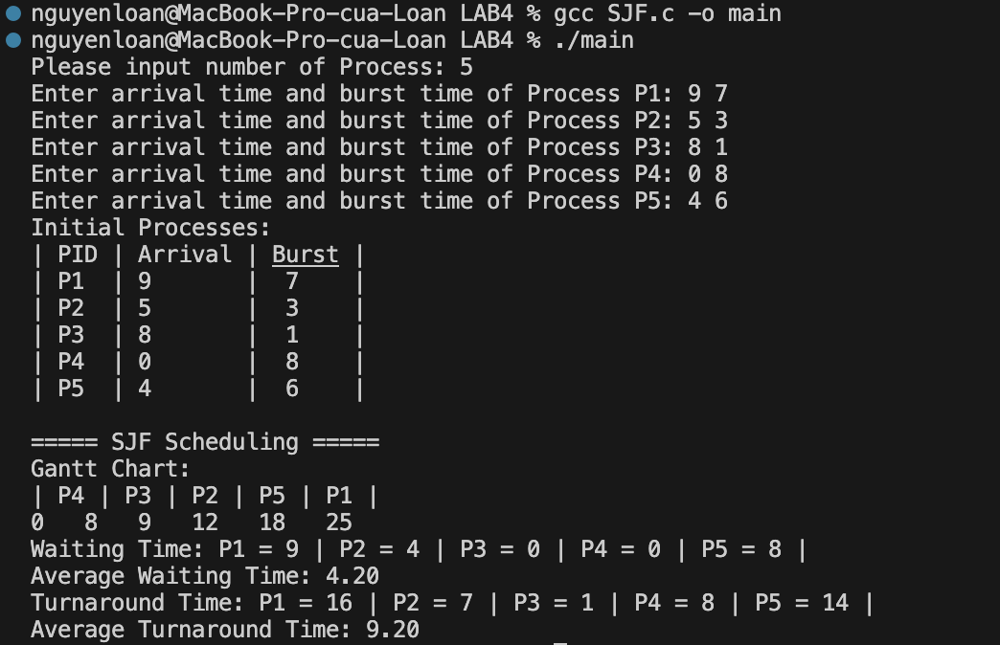 nguyenloan@MacBook-Pro-cua-Loan LAB4 % gcc SJF.c -o main
nguyenloan@MacBook-Pro-cua-Loan LAB4 % ./main
Please input number of Process: 5
Enter arrival time and burst time of Process P1: 9 7
Enter arrival time and burst time of Process P2: 5 3
Enter arrival time and burst time of Process P3: 8 1
Enter arrival time and burst time of Process P4: 0 8
Enter arrival time and burst time of Process P5: 4 6
Initial Processes:
| PID | Arrival | Burst |
| P1  | 9       |  7    |
| P2  | 5       |  3    |
| P3  | 8       |  1    |
| P4  | 0       |  8    |
| P5  | 4       |  6    |
===== SJF Scheduling =====
Gantt Chart:
| P4 | P3 | P2 | P5 | P1 |
0   8   9   12   18   25
Waiting Time: P1 = 9 | P2 = 4 | P3 = 0 | P4 = 0 | P5 = 8 |
Average Waiting Time: 4.20
Turnaround Time: P1 = 16 | P2 = 7 | P3 = 1 | P4 = 8 | P5 = 14 |
Average Turnaround Time: 9.20